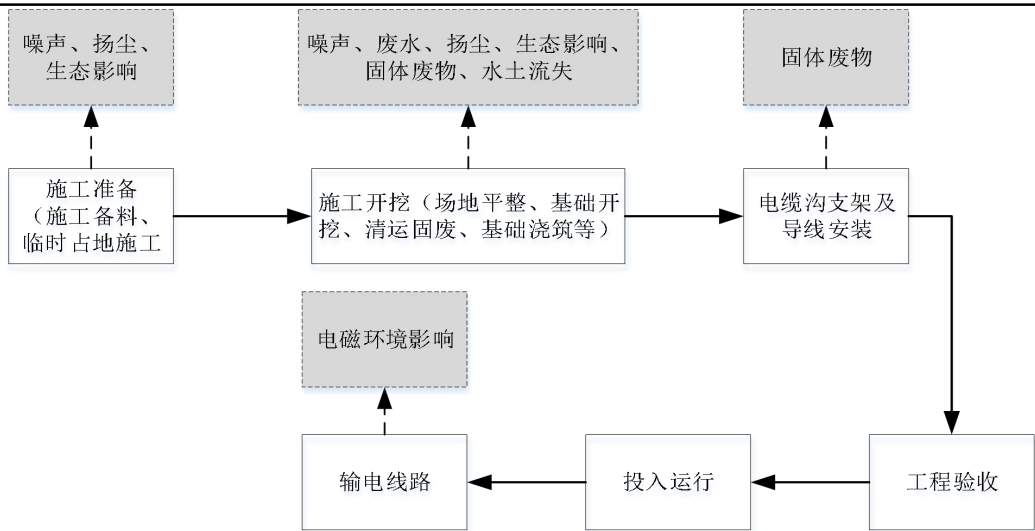 噪声、扬尘、
生态影响
噪声、废水、扬尘、生态影响、
固体废物、水土流失
固体废物
施工准备
（施工备料、
临时占地施工
施工开挖（场地平整、基础开
挖、清运固废、基础浇筑等）
电缆沟支架及
导线安装
电磁环境影响
输电线路
投入运行
工程验收